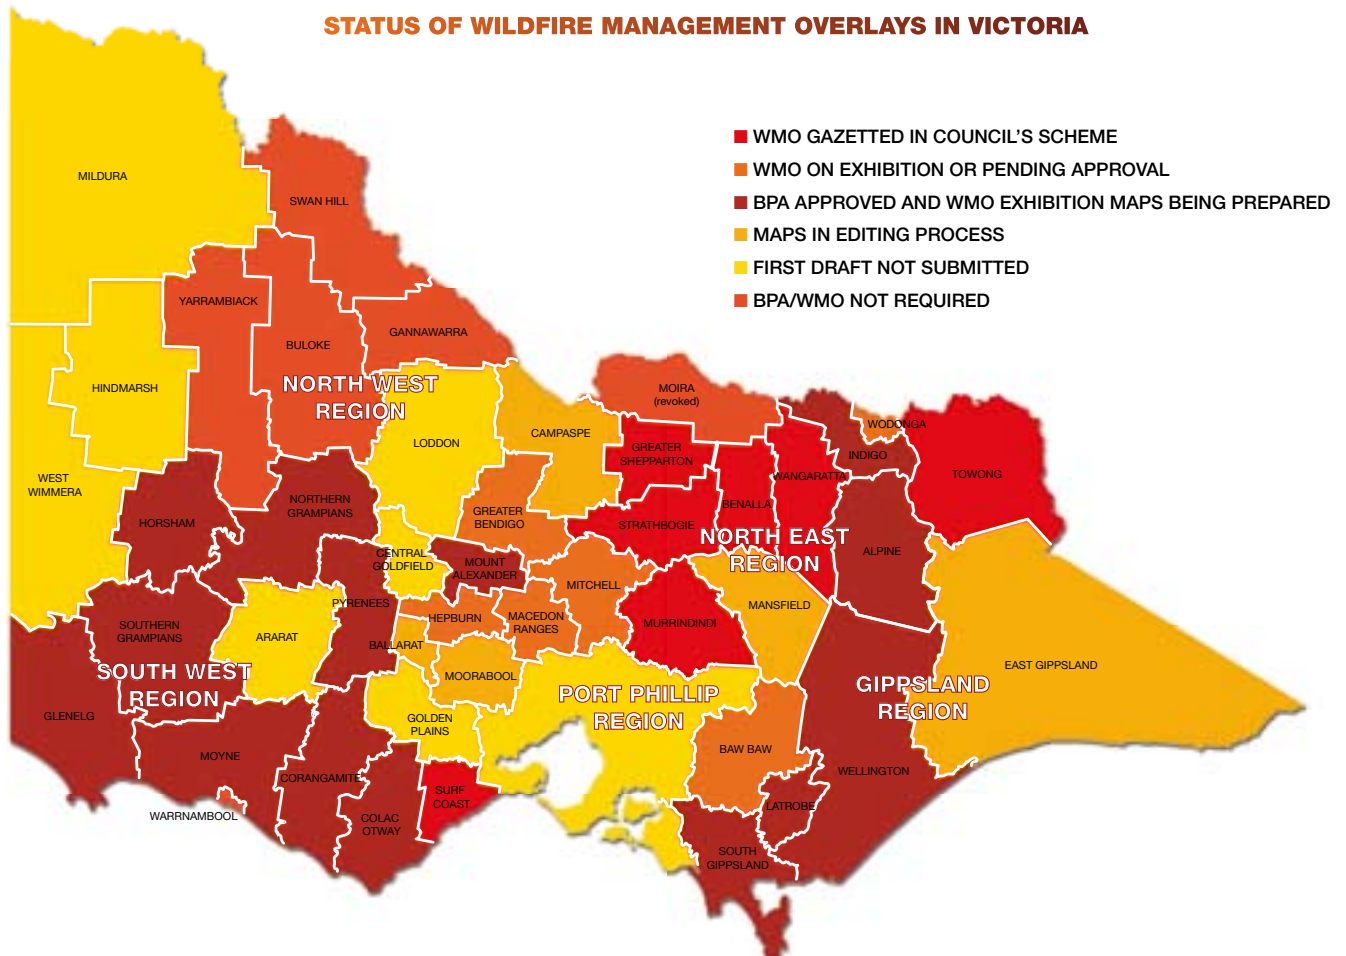 STATUS OF WILDFIRE MANAGEMENT OVERLAYS IN VICTORIA
WMO GAZETTED IN COUNCIL'S SCHEME
WMO ON EXHIBITION OR PENDING APPROVAL
BPA APPROVED AND WMO EXHIBITION MAPS BEING PREPARED
MAPS IN EDITING PROCESS
FIRST DRAFT NOT SUBMITTED
BPA/WMO NOT REQUIRED
MILDURA
SWAN HILL
YARRAMBIACK
BULOKE
GANNAWARRA
HINDMARSH
NORTH WEST
REGION
LODDON
CAMPASPE
MOIRA
(revoked)
GREATER
SHEPPARTON
WODONGA
INDIGO
TOWONG
WANGARATTA
BENALLA
WEST
WIMMERA
HORSHAM
NORTHERN
GRAMPIANS
GREATER
BENDIGO
STRATHBOGIE
NORTH EAST
REGION
ALPINE
CENTRAL
GOLDFIELD
MOUNT
ALEXANDER
MITCHELL
MANSFIELD
PYRENEES
HEPBURN
MACEDON
RANGES
MURRINDINDI
SOUTHERN
GRAMPIANS
ARARAT
BALLARAT
MOORABOOL
EAST GIPPSLAND
SOUTH WEST
REGION
PORT PHILLIP
REGION
GIPPSLAND
REGION
GLENELG
GOLDEN
PLAINS
MOYNE
BAW BAW
CORANGAMITE
WELLINGTON
SURF
COAST
LATROBE
WARRNAMBOOL
COLAC
OTWAY
SOUTH
GIPPSLAND